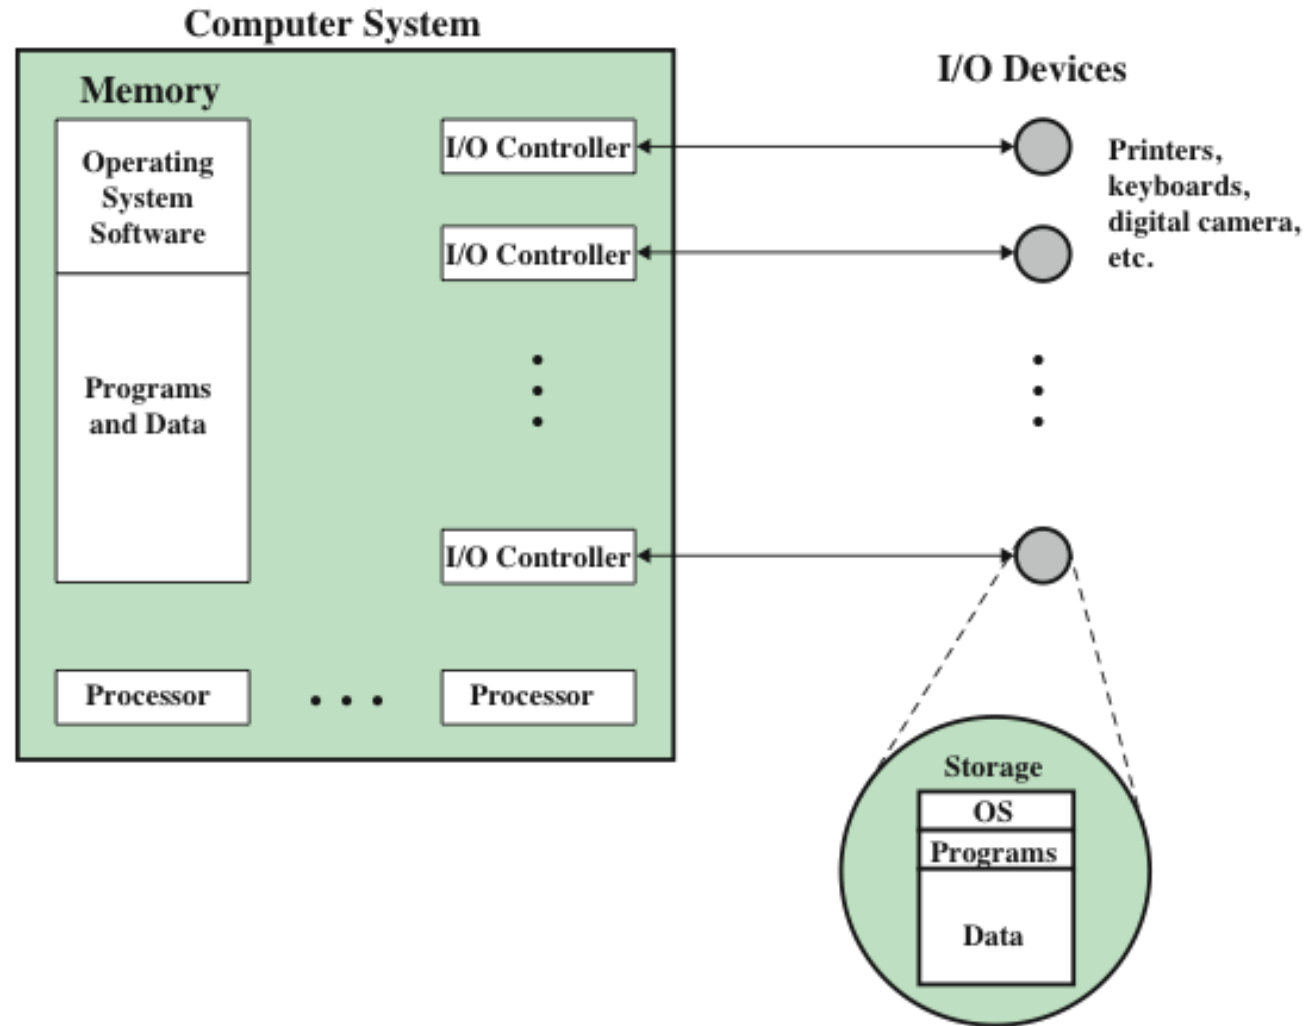 Computer System
Memory
Operating
System
Software
Programs
and Data
I/O Controller
I/O Controller
I/O Controller
Processor
Processor
I/O Devices
Printers,
keyboards,
digital camera,
etc.
Storage
OS
Programs
Data